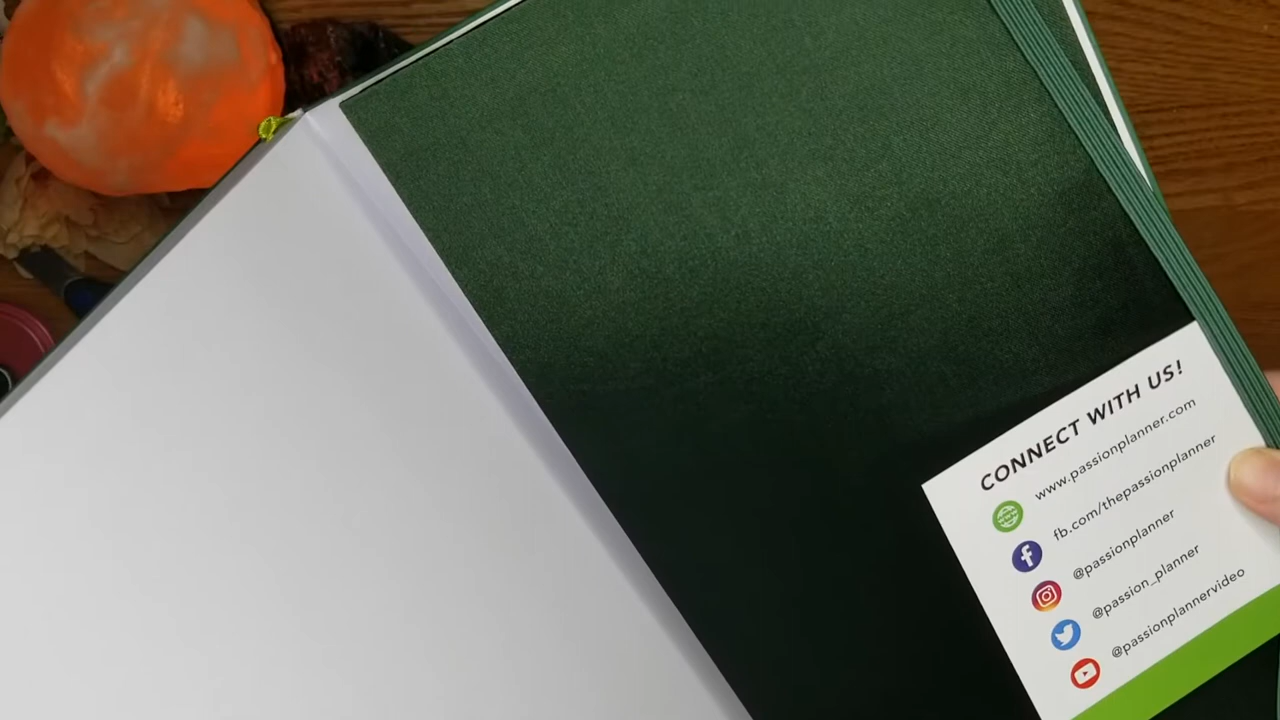 CONNECT WITH US!
www.passionplanner.com
fb.com/thepassionplanner
@passionplanner
@passion_planner
@passionplannervideo